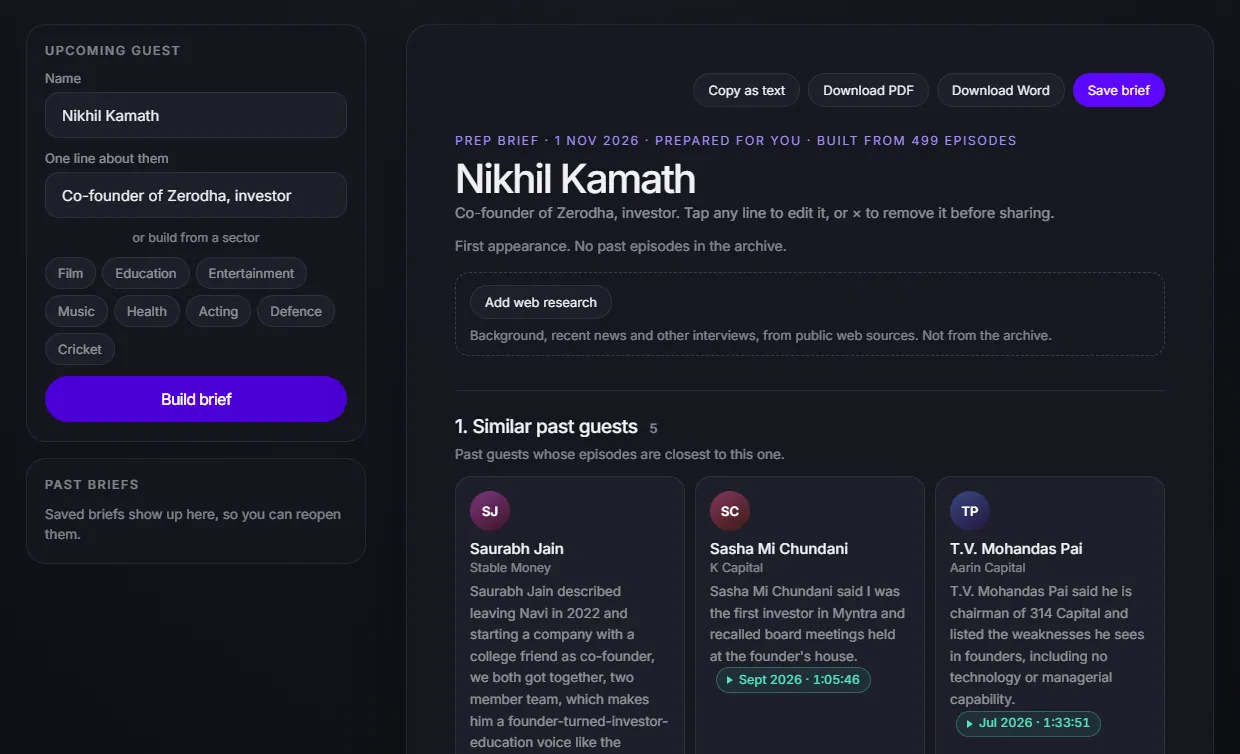 UPCOMING GUEST
Name
Nikhil Kamath
One line about them
Co-founder of Zerodha, investor
or build from a sector
Film
Education
Entertainment
Music
Health
Acting
Defence
Cricket
Build brief
PAST BRIEFS
Saved briefs show up here, so you can reopen
them.
Copy as text
Download PDF
Download Word
Save brief
PREP BRIEF · 1 NOV 2026 · PREPARED FOR YOU · BUILT FROM 499 EPISODES
Nikhil Kamath
Co-founder of Zerodha, investor. Tap any line to edit it, or × to remove it before sharing.
First appearance. No past episodes in the archive.
Add web research
Background, recent news and other interviews, from public web sources. Not from the archive.
1. Similar past guests 5
Past guests whose episodes are closest to this one.
SJ
Saurabh Jain
Stable Money
Saurabh Jain described
leaving Navi in 2022 and
starting a company with a
college friend as co-founder,
we both got together, two
member team, which makes
him a founder-turned-investor-
education voice like the
SC
Sasha Mi Chundani
K Capital
Sasha Mi Chundani said I was
the first investor in Myntra and
recalled board meetings held
at the founder's house.
Sept 2026 · 1:05:46
TP
T.V. Mohandas Pai
Aarin Capital
T.V. Mohandas Pai said he is
chairman of 314 Capital and
listed the weaknesses he sees
in founders, including no
technology or managerial
capability.
Jul 2026 · 1:33:51